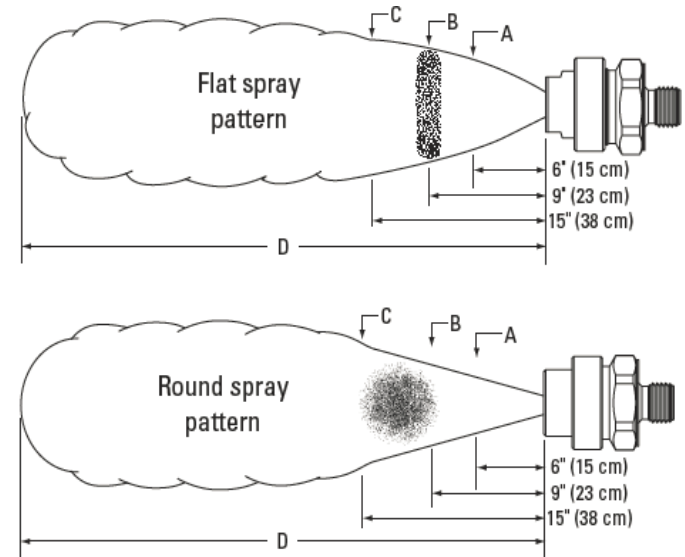 C
B
A
Flat spray
pattern
6" (15 cm)
9" (23 cm)
15" (38 cm)
D
C
B
A
Round spray
pattern
6" (15 cm)
9" (23 cm)
15" (38 cm)
D